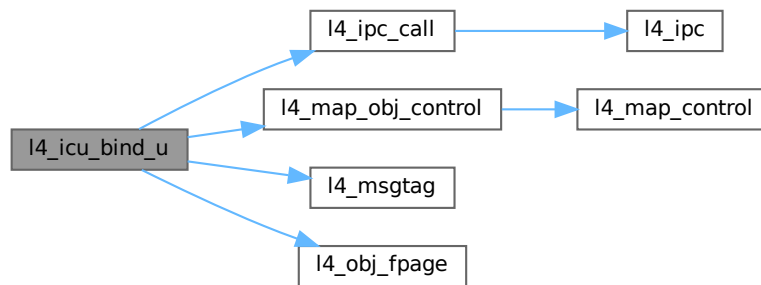 l4_ipc_call
l4_ipc
l4_map_obj_control
l4_map_control
l4_icu_bind_u
l4_msgtag
l4_obj_fpage